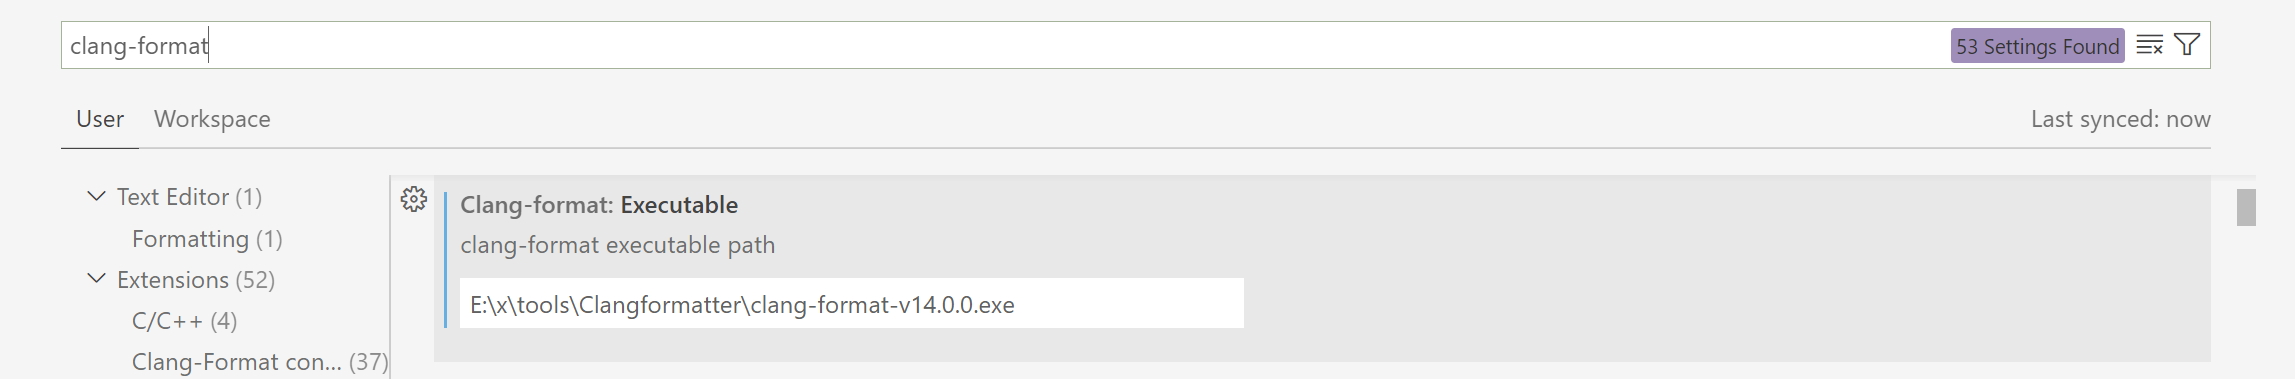 clang-format
53 Settings Found
User
Workspace
Last synced: now
Text Editor (1)
Formatting (1)
Extensions (52)
C/C++ (4)
Clang-Format con... (37)
Clang-format: Executable
clang-format executable path
E:\x\tools\Clangformatter\clang-format-v14.0.0.exe